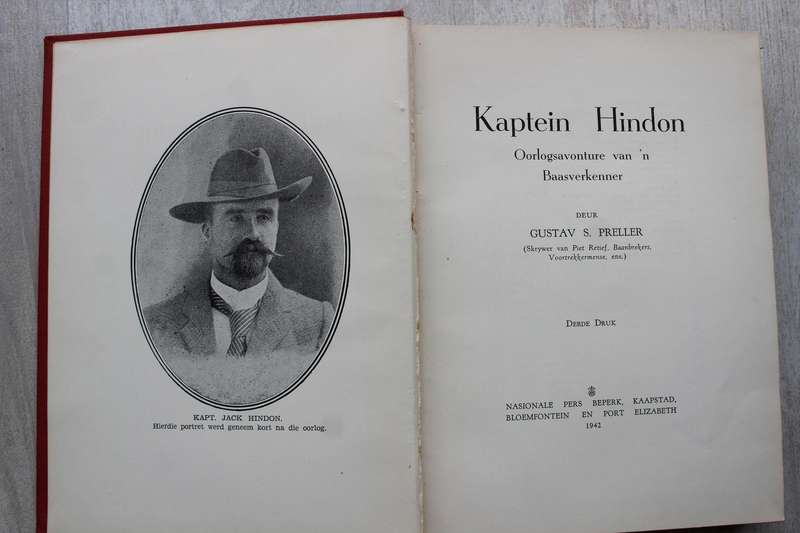 KAPT. JACK HINDON.
Hierdie portret werd geneem kort na die oorlog.
Kaptein Hindon
Oorlogsavonture van 'n
Baasverkenner
DEUR
GUSTAV S. PRELLER
(Skrywer van Piet Retief, Baanbrekers,
Voortrekkermense, ens.)
DERDE DRUK
NASIONALE PERS BEPERK, KAAPSTAD,
BLOEMFONTEIN EN PORT ELIZABETH
1942